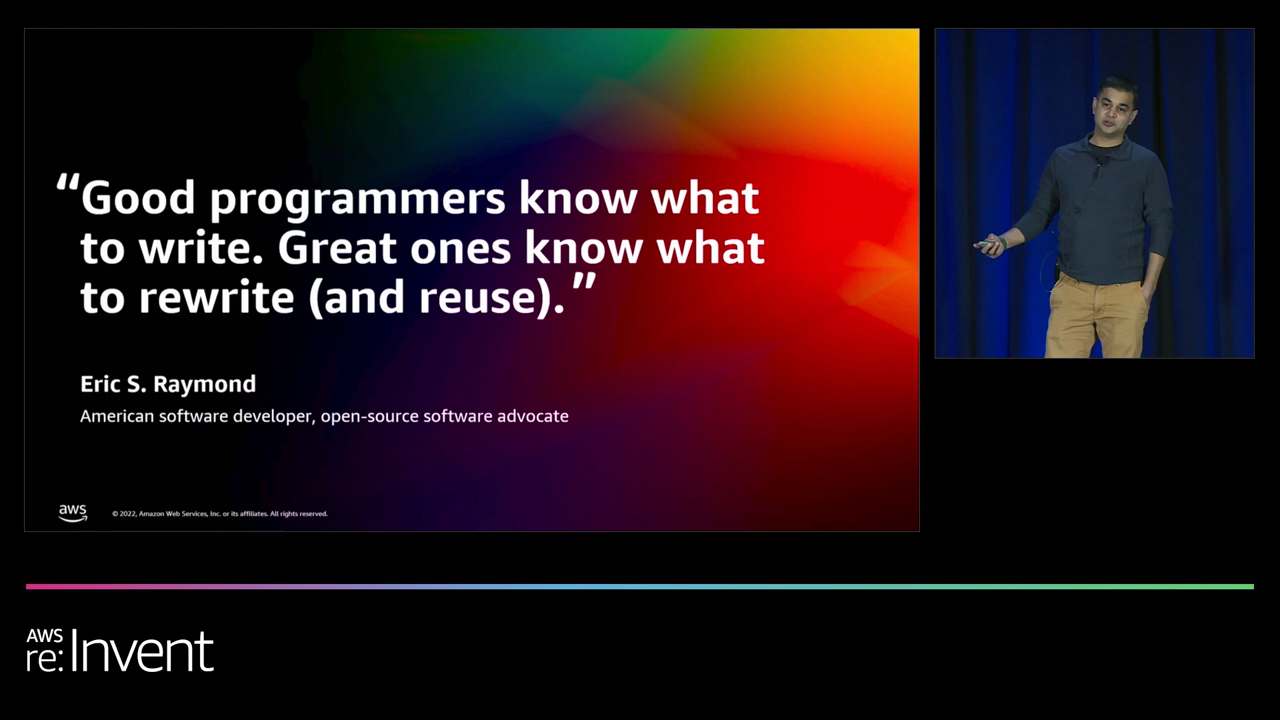 “Good programmers know what
to write. Great ones know what
to rewrite (and reuse).”
Eric S. Raymond
American software developer, open-source software advocate
aws
© 2022, Amazon Web Services, Inc. or its affiliates. All rights reserved.
AWS
re:Invent